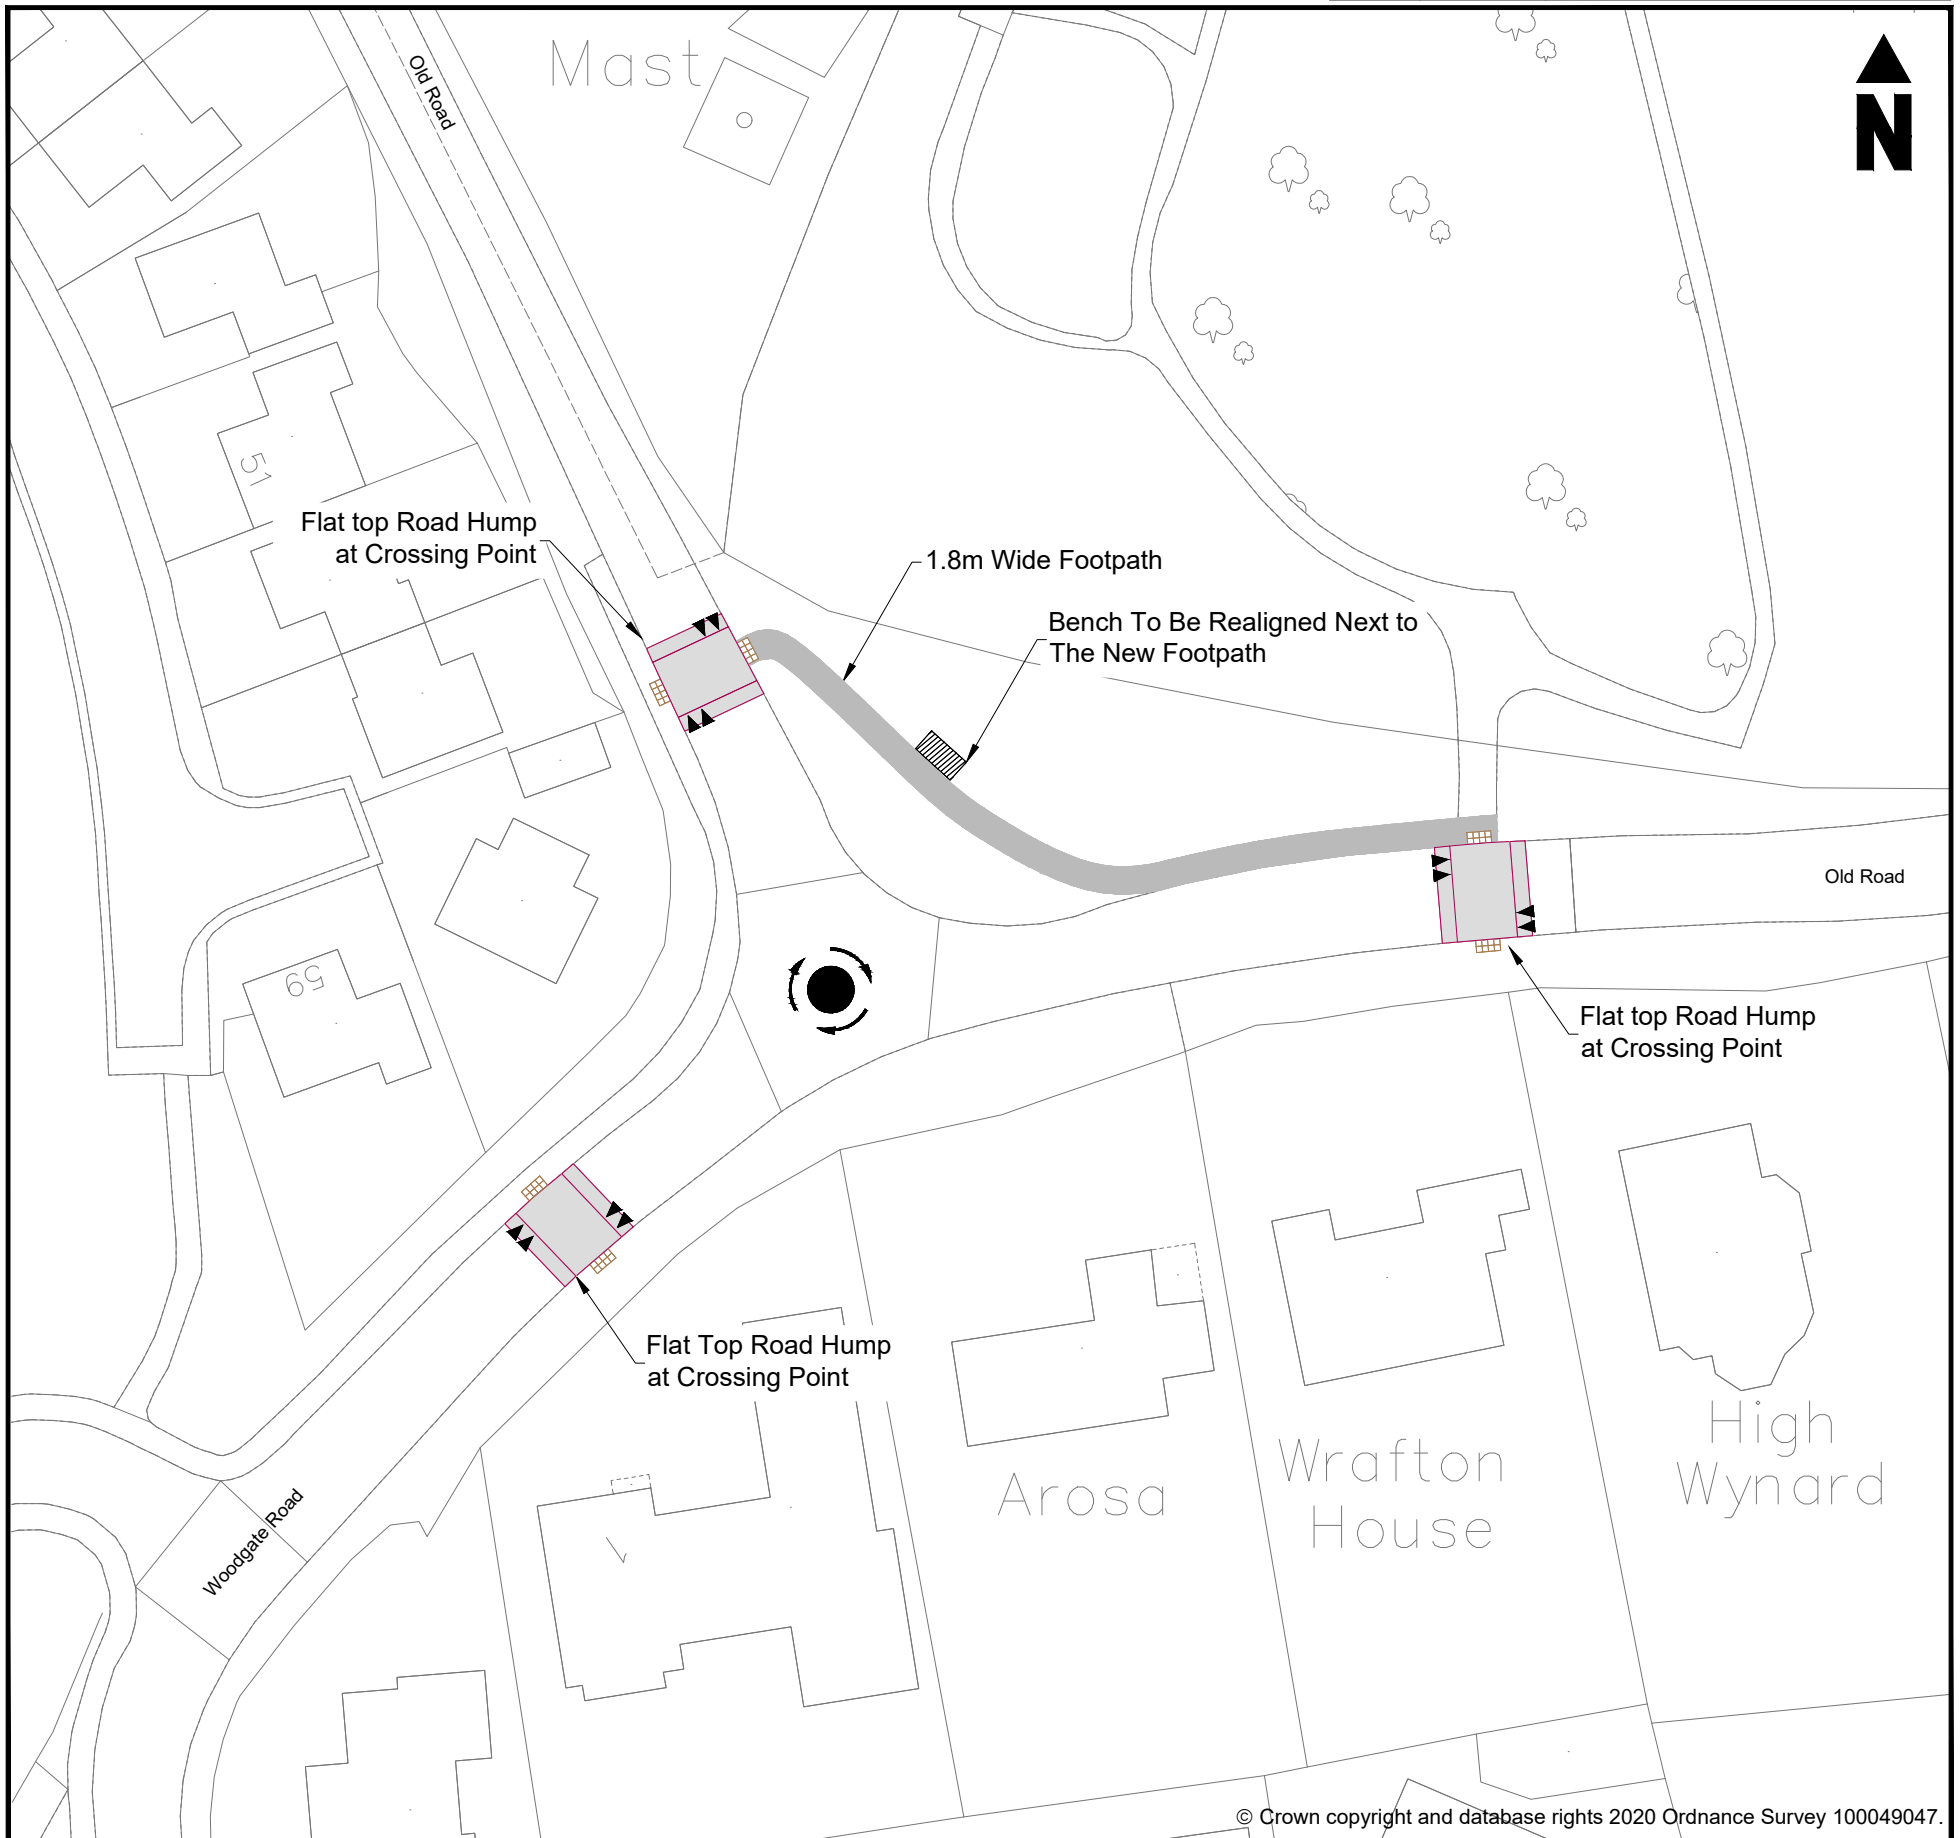 Mast
Old Road
N
51
Flat top Road Hump
at Crossing Point
1.8m Wide Footpath
Bench To Be Realigned Next to
The New Footpath
Old Road
59
Flat top Road Hump
at Crossing Point
Flat Top Road Hump
at Crossing Point
Arosa
Wrafton
House
High
Wynard
Woodgate Road
1
© Crown copyright and database rights 2020 Ordnance Survey 100049047.